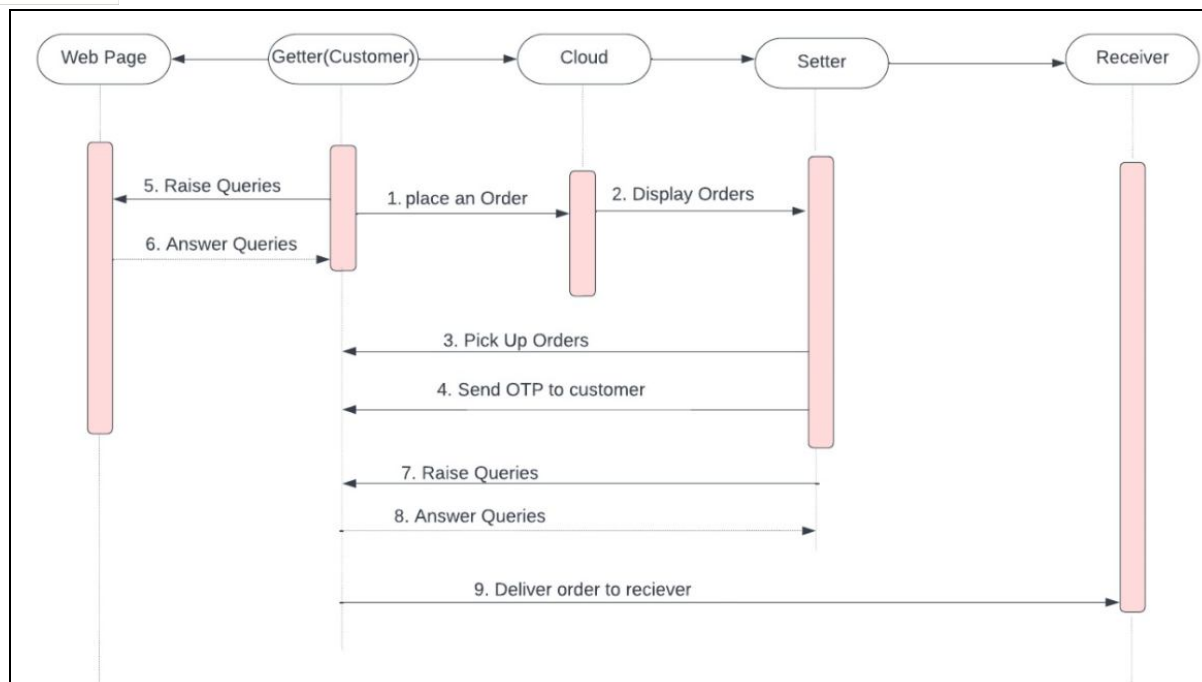 Web Page
Getter(Customer)
Cloud
Setter
Receiver
5. Raise Queries
1. place an Order
2. Display Orders
6. Answer Queries
3. Pick Up Orders
4. Send OTP to customer
7. Raise Queries
8. Answer Queries
9. Deliver order to reciever